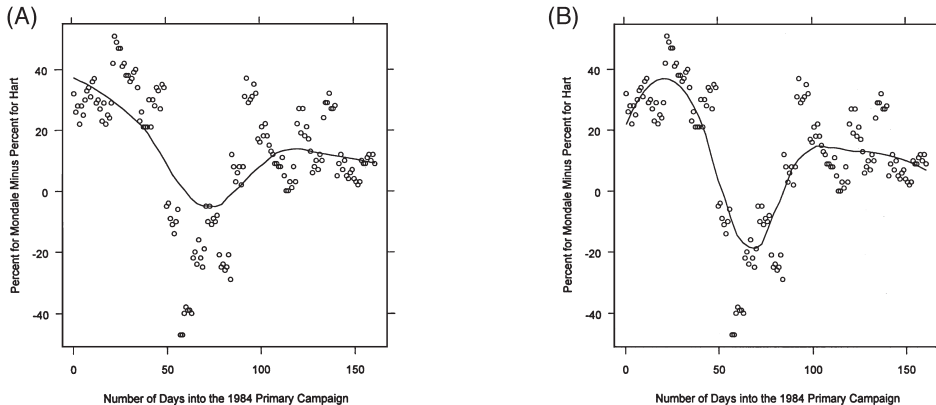 (A)
Percent for Mondale Minus Percent for Hart
40
20
0
-20
-40
0 50 100 150
Number of Days into the 1984 Primary Campaign
(B)
Percent for Mondale Minus Percent for Hart
40
20
0
-20
-40
0 50 100 150
Number of Days into the 1984 Primary Campaign